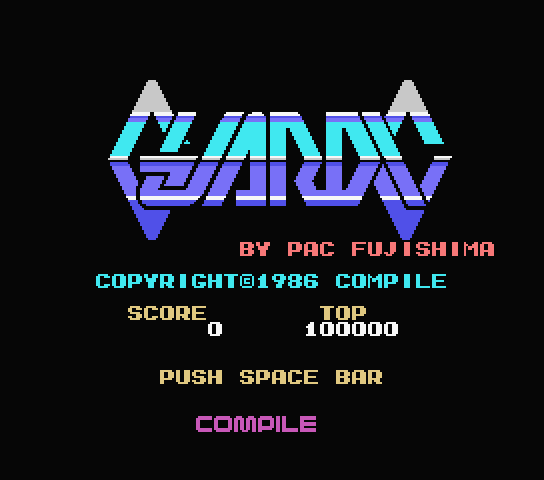 GUARDIC
BY PAC FUJISHIMA
COPYRIGHT©1986 COMPILE
SCORE TOP
0 100000
PUSH SPACE BAR
COMPILE